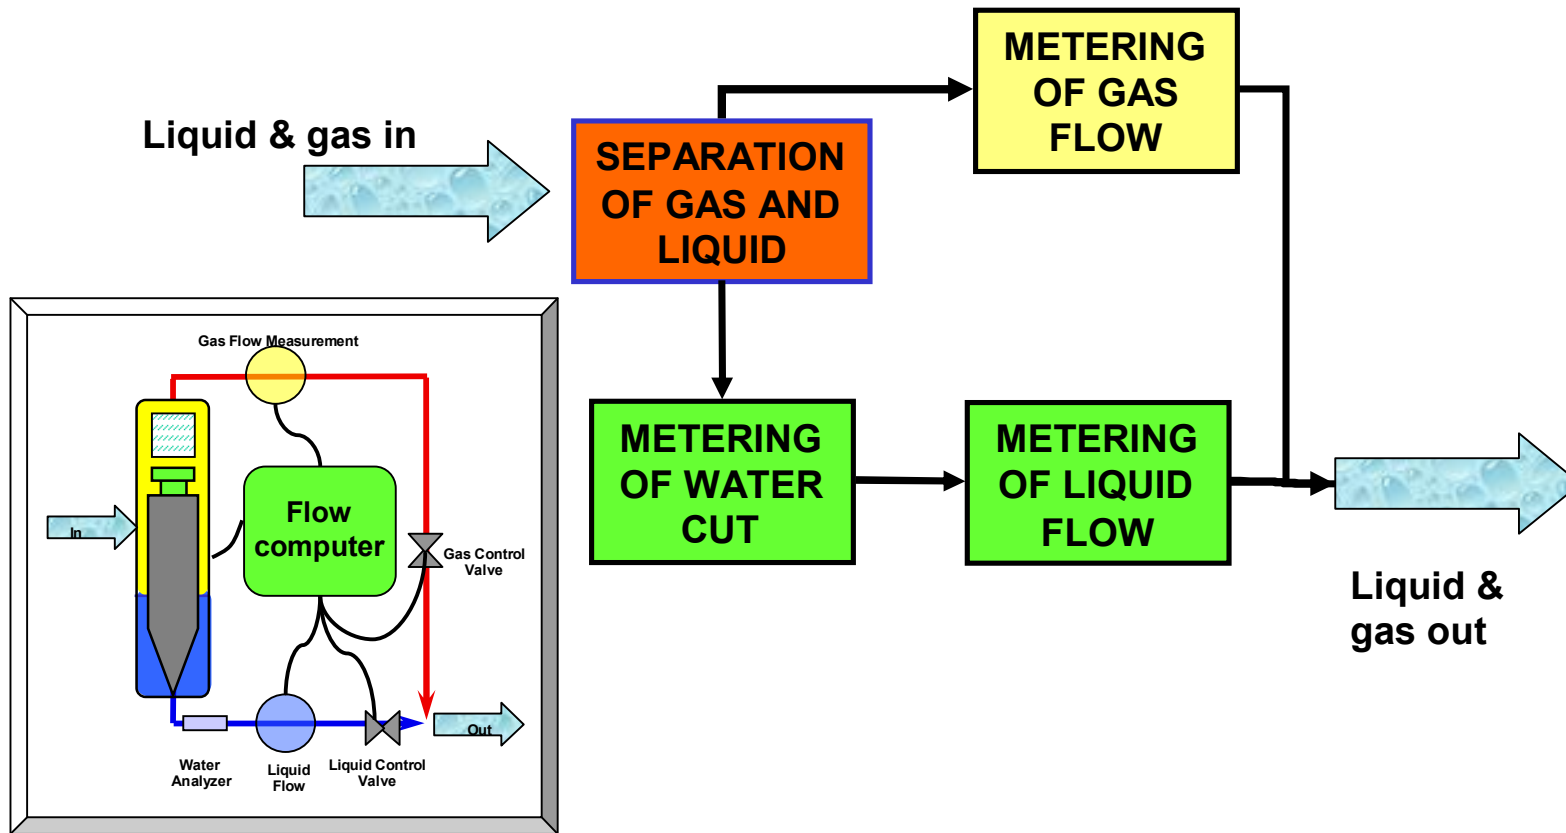 METERING
OF GAS
FLOW
Liquid & gas in
SEPARATION
OF GAS AND
LIQUID
METERING
OF WATER
CUT
METERING
OF LIQUID
FLOW
Liquid &
gas out
Gas Flow Measurement
In
Flow
computer
Gas Control
Valve
Out
Water
Analyzer
Liquid
Flow
Liquid Control
Valve